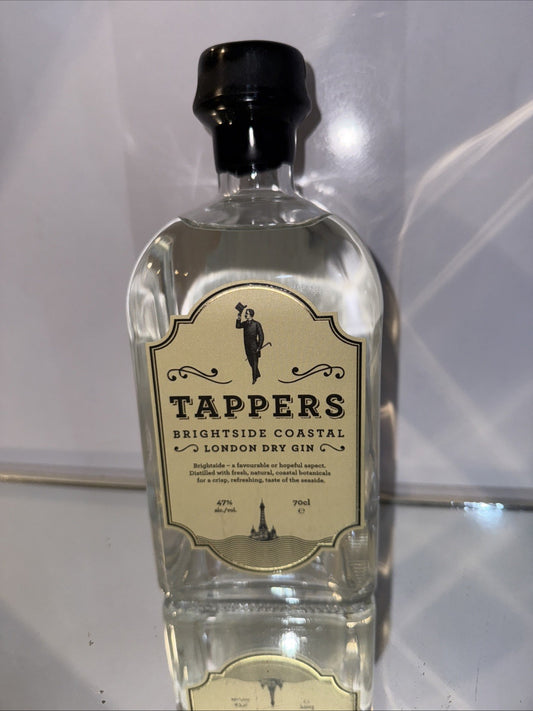 TAPPERS
BRIGHTSIDE COASTAL
LONDON DRY GIN
Brightside – a favourable or hopeful aspect.
Distilled with fresh, natural, coastal botanicals
for a crisp, refreshing, taste of the seaside.
47% 70cl
alc./vol. ℮